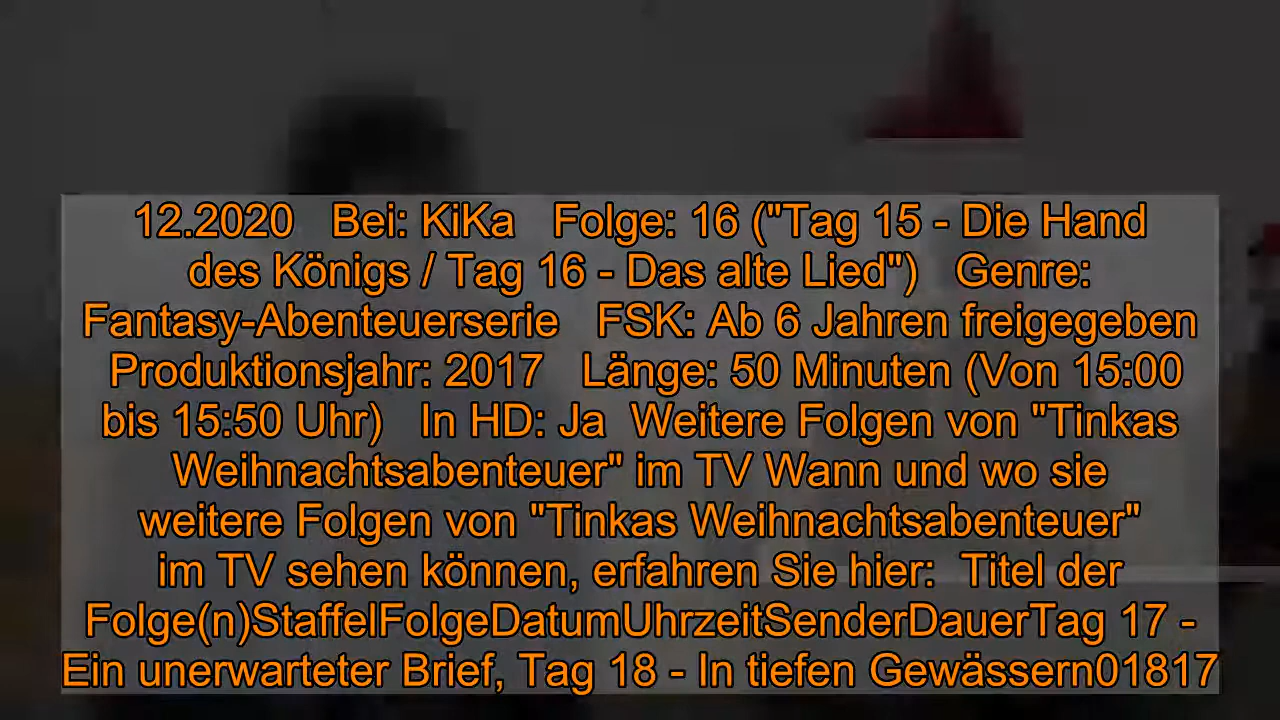 12.2020 Bei: KiKa Folge: 16 ("Tag 15 - Die Hand
des Königs / Tag 16 - Das alte Lied") Genre:
Fantasy-Abenteuerserie FSK: Ab 6 Jahren freigegeben
Produktionsjahr: 2017 Länge: 50 Minuten (Von 15:00
bis 15:50 Uhr) In HD: Ja Weitere Folgen von "Tinkas
Weihnachtsabenteuer" im TV Wann und wo sie
weitere Folgen von "Tinkas Weihnachtsabenteuer"
im TV sehen können, erfahren Sie hier: Titel der
Folge(n)StaffelFolgeDatumUhrzeitSenderDauerTag 17 -
Ein unerwarteter Brief, Tag 18 - In tiefen Gewässern01817